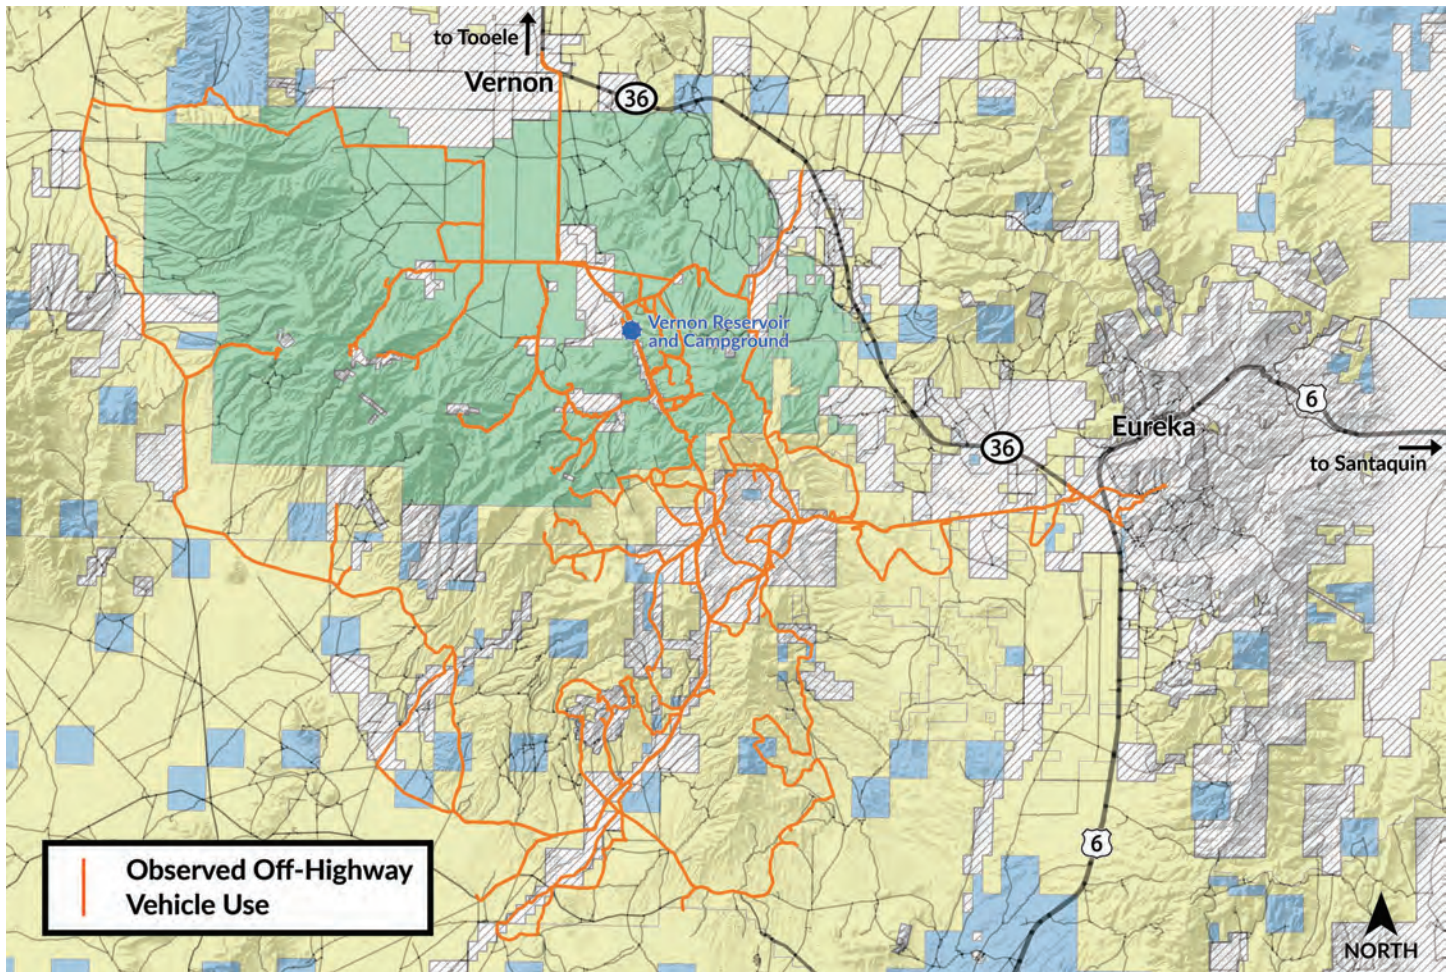 to Tooele
Vernon
36
Vernon Reservoir
and Campground
6
Eureka
36
to Santaquin
6
Observed Off-Highway
Vehicle Use
NORTH